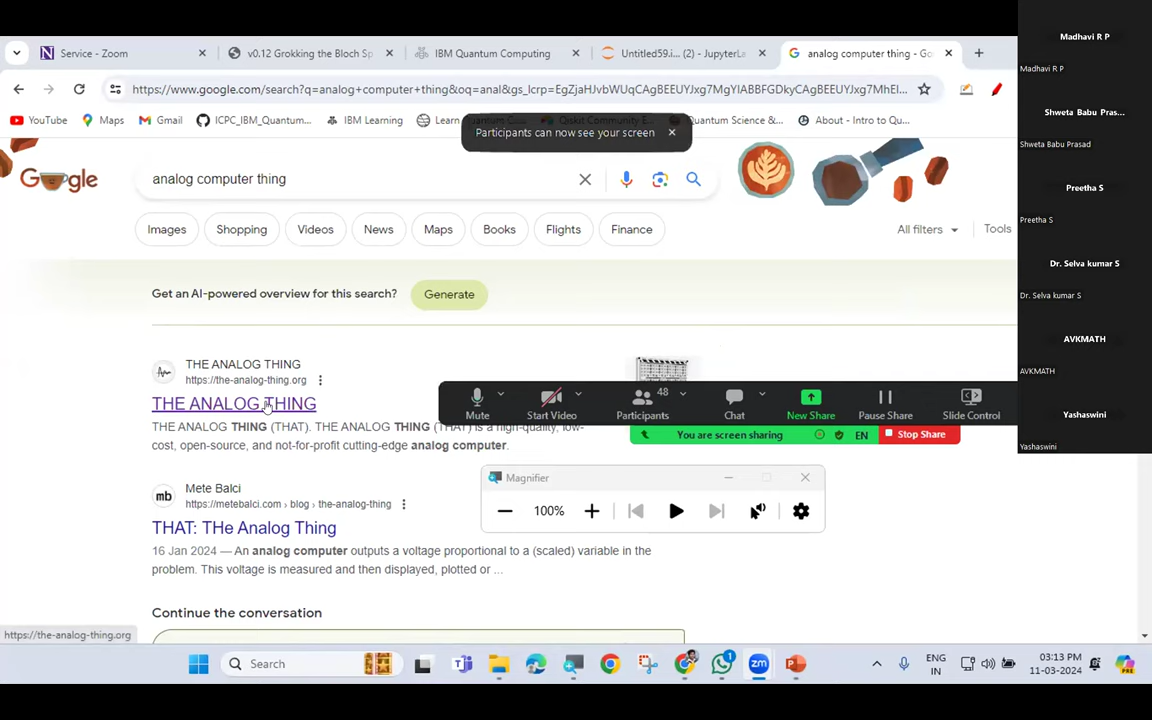 Service - Zoom
v0.12 Grokking the Bloch Sp
IBM Quantum Computing
Untitled59.i... (2) - JupyterLa
analog computer thing - Go
https://www.google.com/search?q=analog+computer+thing&oq=anal&gs_lcrp=EgZjaHJvbWUqCAgBEEUYJxg7MgYIABBFGDkyCAgBEEUYJxg7MhEI...
YouTube
Maps
Gmail
ICPC_IBM_Quantum...
IBM Learning
Learn
Quantum Science &...
About - Intro to Qu...
Participants can now see your screen
Google
analog computer thing
Images
Shopping
Videos
News
Maps
Books
Flights
Finance
All filters
Tools
Get an AI-powered overview for this search?
Generate
THE ANALOG THING
https://the-analog-thing.org
THE ANALOG THING
THE ANALOG THING (THAT). THE ANALOG THING (THAT) is a high-quality, low-
cost, open-source, and not-for-profit cutting-edge analog computer.
mb
Mete Balci
https://metebalci.com › blog › the-analog-thing
THAT: THe Analog Thing
16 Jan 2024 — An analog computer outputs a voltage proportional to a (scaled) variable in the
problem. This voltage is measured and then displayed, plotted or ...
Continue the conversation
https://the-analog-thing.org
48
Mute
Start Video
Participants
Chat
New Share
Pause Share
Slide Control
You are screen sharing
EN
Stop Share
Magnifier
100%
Madhavi R P
Madhavi R P
Shweta Babu Pras...
Shweta Babu Prasad
Preetha S
Preetha S
Dr. Selva kumar S
Dr. Selva kumar S
AVKMATH
AVKMATH
Yashaswini
Yashaswini
Search
1
zm
ENG
IN
03:13 PM
11-03-2024
PRE